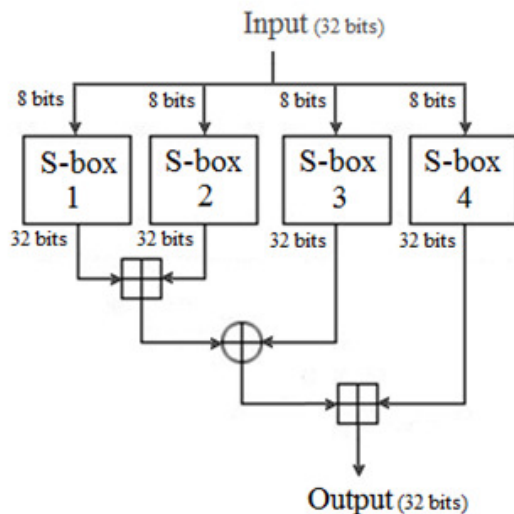 Input (32 bits)
8 bits 8 bits 8 bits 8 bits
S-box S-box S-box S-box
1 2 3 4
32 bits 32 bits 32 bits 32 bits
Output (32 bits)